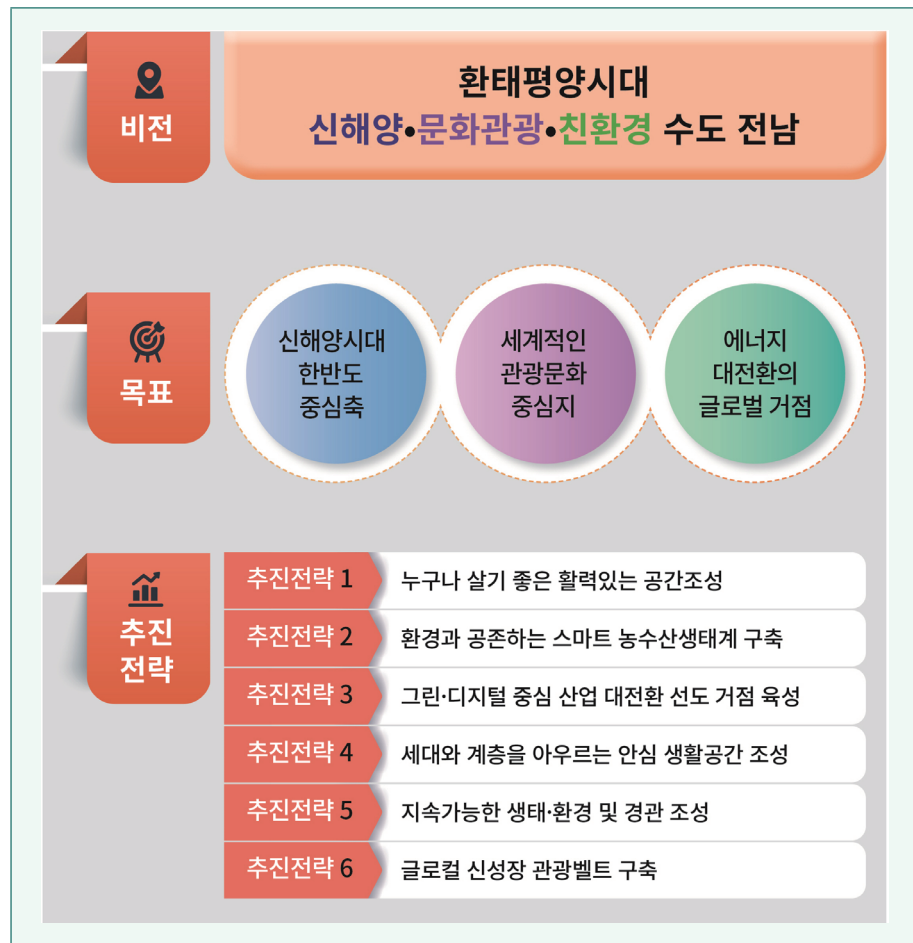 비전
환태평양시대
신해양•문화관광•친환경 수도 전남
목표
신해양시대
한반도
중심축
세계적인
관광문화
중심지
에너지
대전환의
글로벌 거점
추진
전략
추진전략 1 누구나 살기 좋은 활력있는 공간조성
추진전략 2 환경과 공존하는 스마트 농수산생태계 구축
추진전략 3 그린·디지털 중심 산업 대전환 선도 거점 육성
추진전략 4 세대와 계층을 아우르는 안심 생활공간 조성
추진전략 5 지속가능한 생태·환경 및 경관 조성
추진전략 6 글로컬 신성장 관광벨트 구축